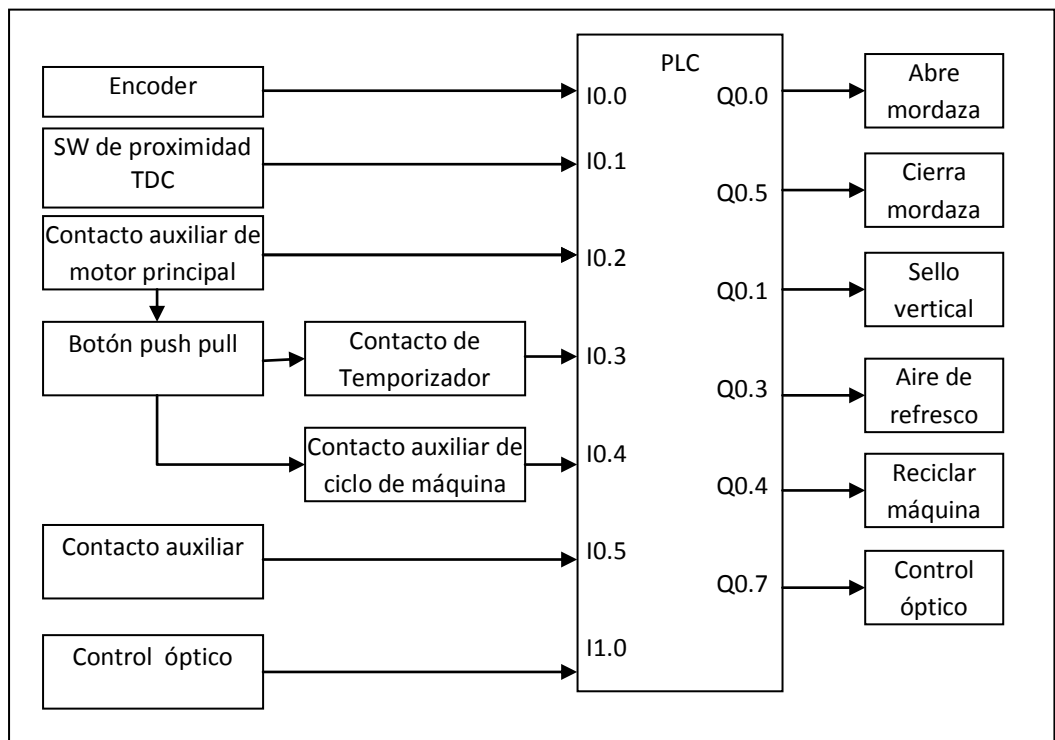 Encoder
SW de proximidad
TDC
Contacto auxiliar de
motor principal
Botón push pull
Contacto de
Temporizador
Contacto auxiliar de
ciclo de máquina
Contacto auxiliar
Control óptico
PLC
I0.0
I0.1
I0.2
I0.3
I0.4
I0.5
I1.0
Q0.0
Q0.5
Q0.1
Q0.3
Q0.4
Q0.7
Abre
mordaza
Cierra
mordaza
Sello
vertical
Aire de
refresco
Reciclar
máquina
Control
óptico